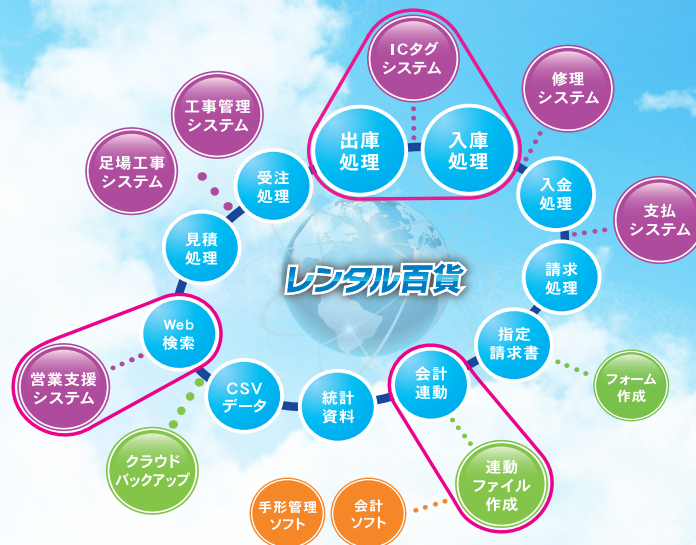 ICタグ
システム
修理
システム
工事管理
システム
足場工事
システム
出庫
処理
入庫
処理
受注
処理
入金
処理
支払
システム
見積
処理
請求
処理
レンタル百貨
Web
検索
指定
請求書
営業支援
システム
CSV
データ
統計
資料
会計
連動
フォーム
作成
クラウド
バックアップ
連動
ファイル
作成
手形管理
ソフト
会計
ソフト